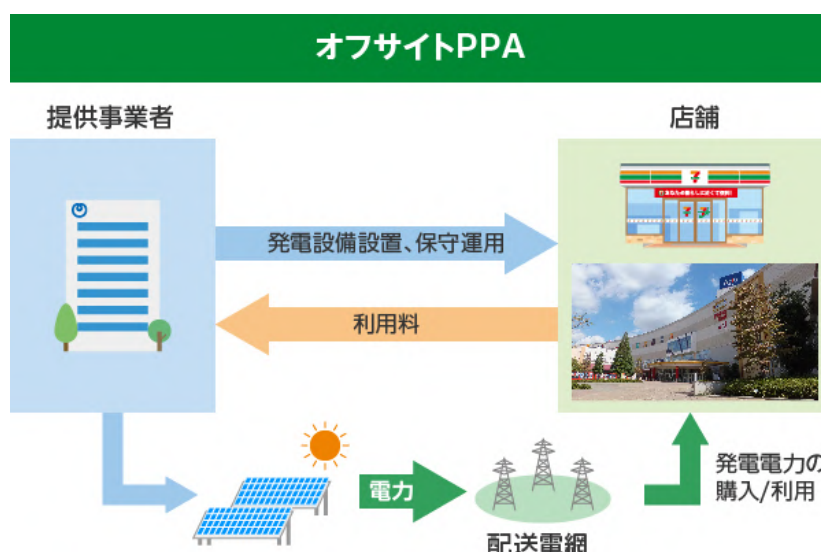 オフサイトPPA
提供事業者
店舗
発電設備設置、保守運用
利用料
電力
配送電網
発電電力の
購入/利用